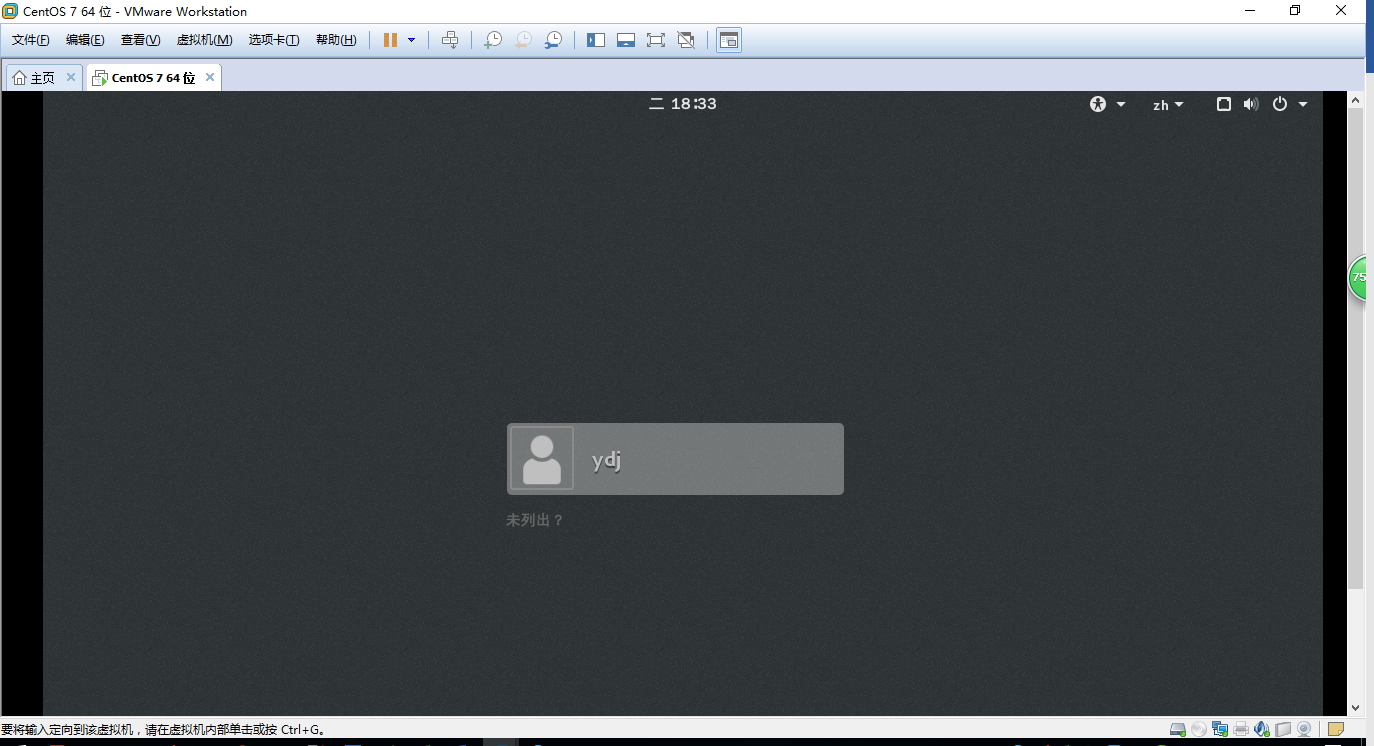 CentOS 7 64 位 - VMware Workstation
文件(F) 编辑(E) 查看(V) 虚拟机(M) 选项卡(T) 帮助(H)
主页 CentOS 7 64 位
二 18:33 zh
75
ydj
未列出？
要将输入定向到该虚拟机，请在虚拟机内部单击或按 Ctrl+G。